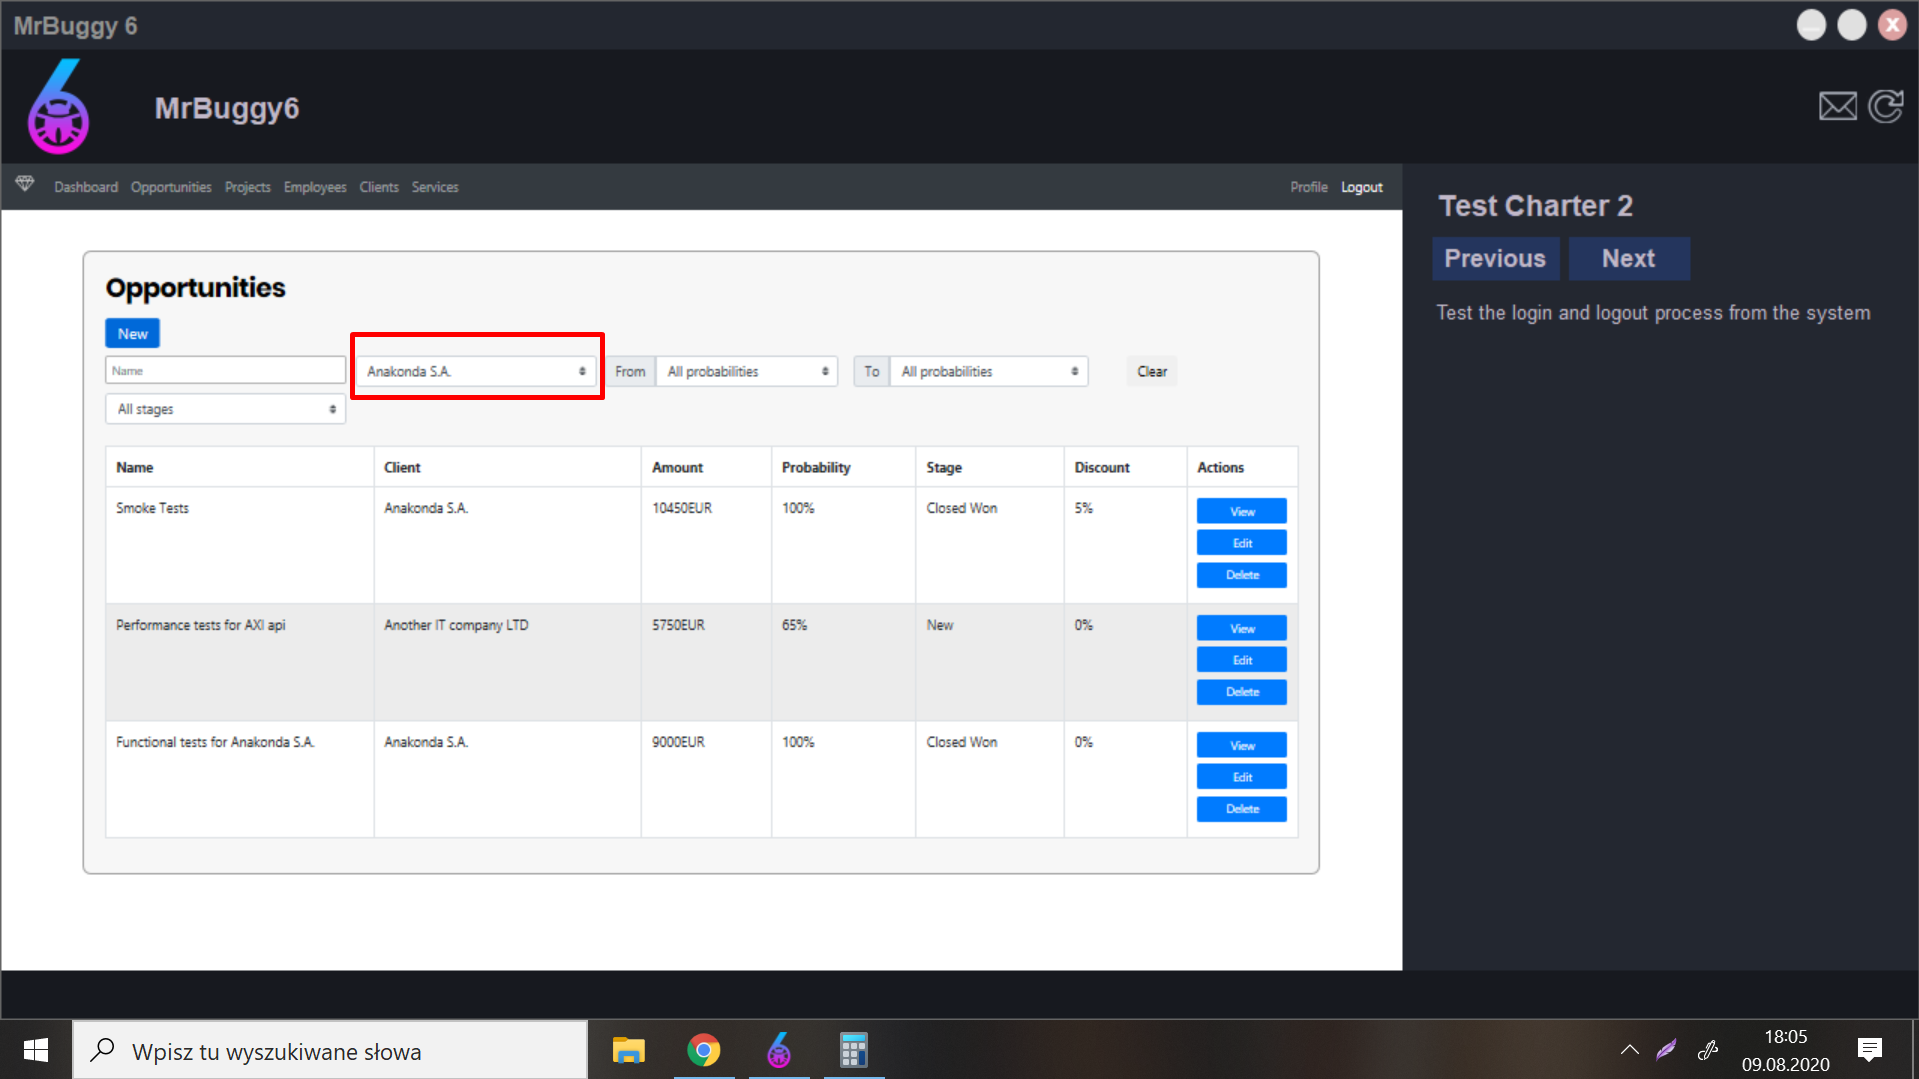 MrBuggy 6
MrBuggy6
Dashboard Opportunities Projects Employees Clients Services Profile Logout
Test Charter 2
Previous Next
Test the login and logout process from the system
Opportunities
New
Name Anakonda S.A. From All probabilities To All probabilities Clear
All stages
Name Client Amount Probability Stage Discount Actions
Smoke Tests Anakonda S.A. 10450EUR 100% Closed Won 5% View
Edit
Delete
Performance tests for AXI api Another IT company LTD 5750EUR 65% New 0% View
Edit
Delete
Functional tests for Anakonda S.A. Anakonda S.A. 9000EUR 100% Closed Won 0% View
Edit
Delete
Wpisz tu wyszukiwane słowa
18:05
09.08.2020